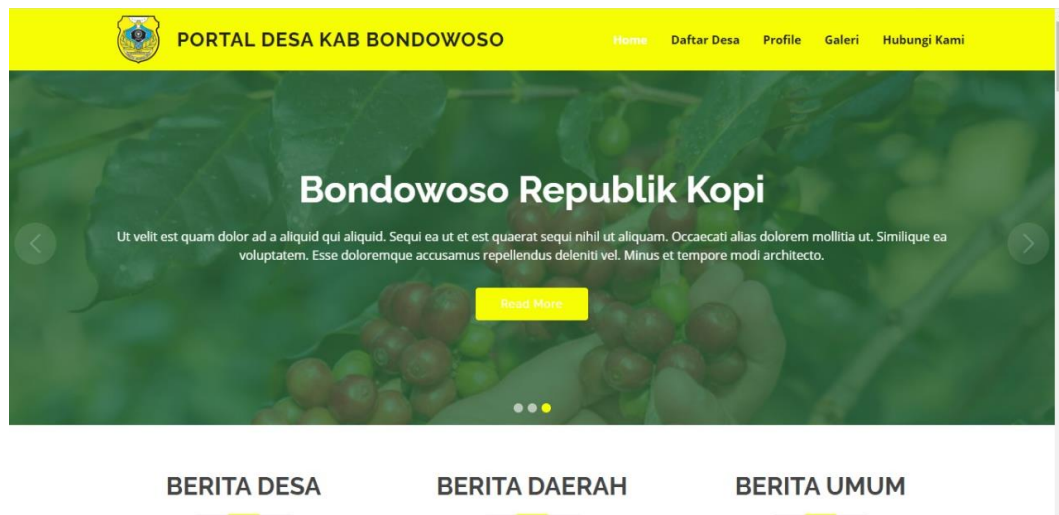 PORTAL DESA KAB BONDOWOSO
Home Daftar Desa Profile Galeri Hubungi Kami
Bondowoso Republik Kopi
Ut velit est quam dolor ad a aliquid qui aliquid. Sequi ea ut et est quaerat sequi nihil ut aliquam. Occaecati alias dolorem mollitia ut. Similique ea
voluptatem. Esse doloremque accusamus repellendus deleniti vel. Minus et tempore modi architecto.
Read More
BERITA DESA BERITA DAERAH BERITA UMUM